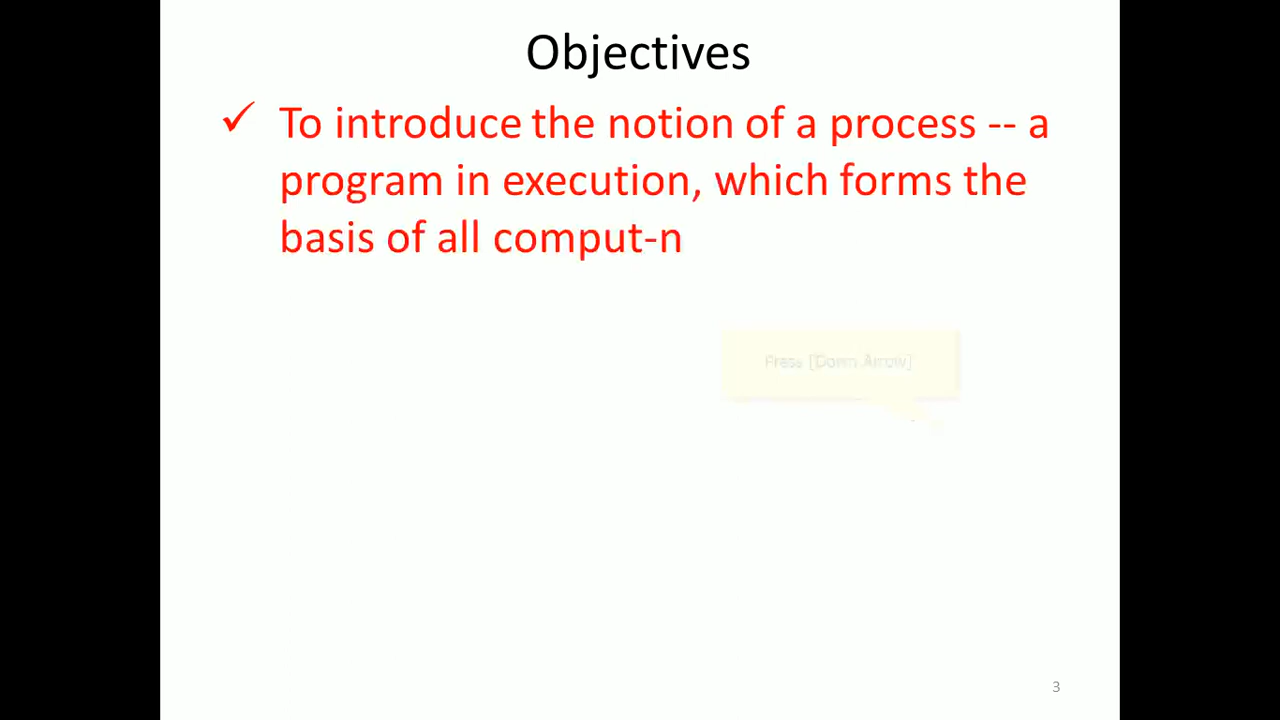 Objectives
✓ To introduce the notion of a process -- a
program in execution, which forms the
basis of all comput-n
Press [Down Arrow]
3